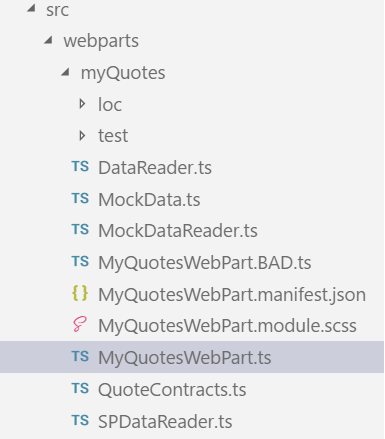 src
webparts
myQuotes
loc
test
TS DataReader.ts
TS MockData.ts
TS MockDataReader.ts
TS MyQuotesWebPart.BAD.ts
{ } MyQuotesWebPart.manifest.json
MyQuotesWebPart.module.scss
TS MyQuotesWebPart.ts
TS QuoteContracts.ts
TS SPDataReader.ts